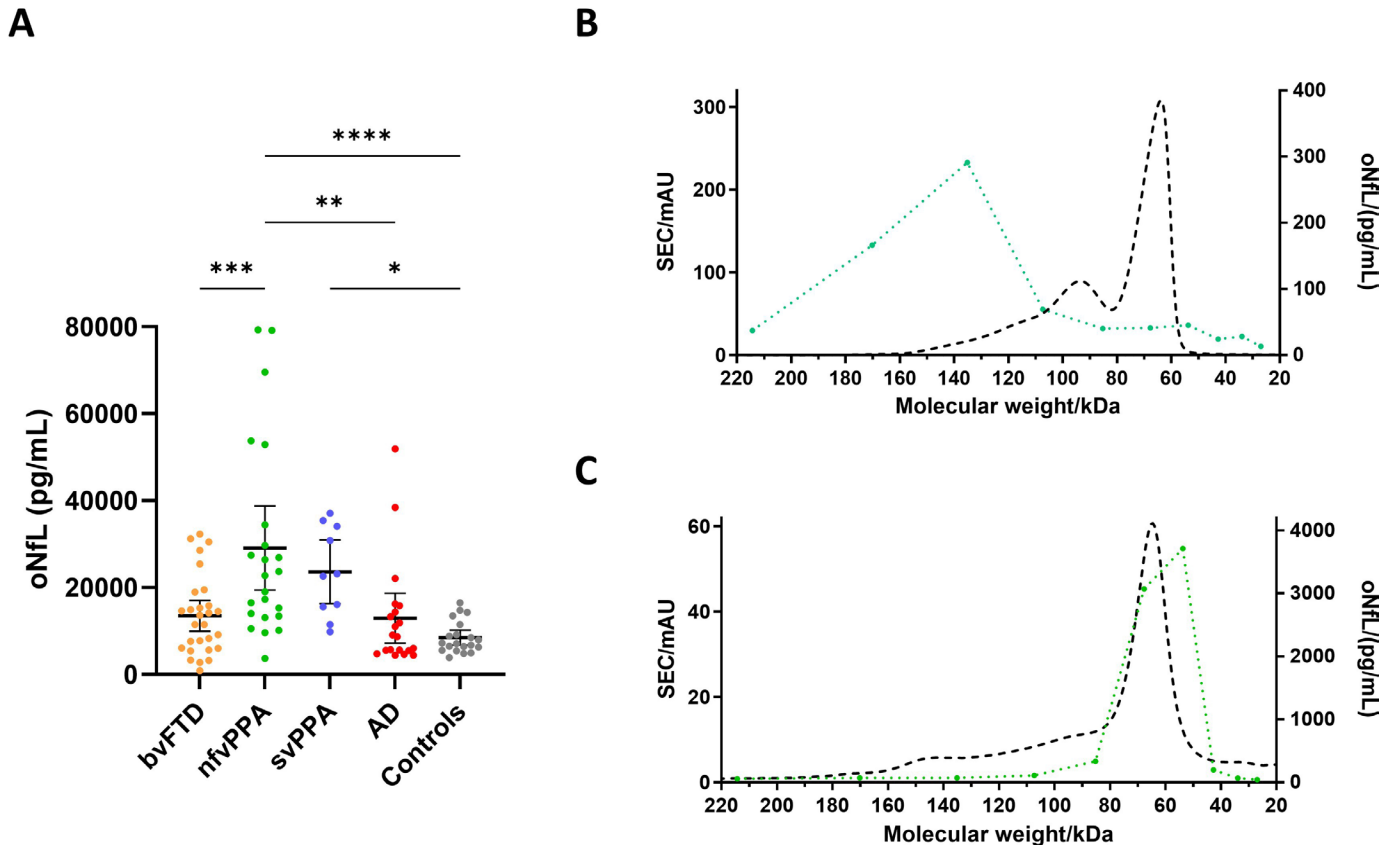 A
****
**
***
*
oNfL (pg/mL)
80000
60000
40000
20000
0
bvFTD
nfvPPA
svPPA
AD
Controls
B
SEC/mAU
300
200
100
0
oNfL/(pg/mL)
400
300
200
100
0
220 200 180 160 140 120 100 80 60 40 20
Molecular weight/kDa
C
SEC/mAU
60
40
20
0
oNfL/(pg/mL)
4000
3000
2000
1000
0
220 200 180 160 140 120 100 80 60 40 20
Molecular weight/kDa